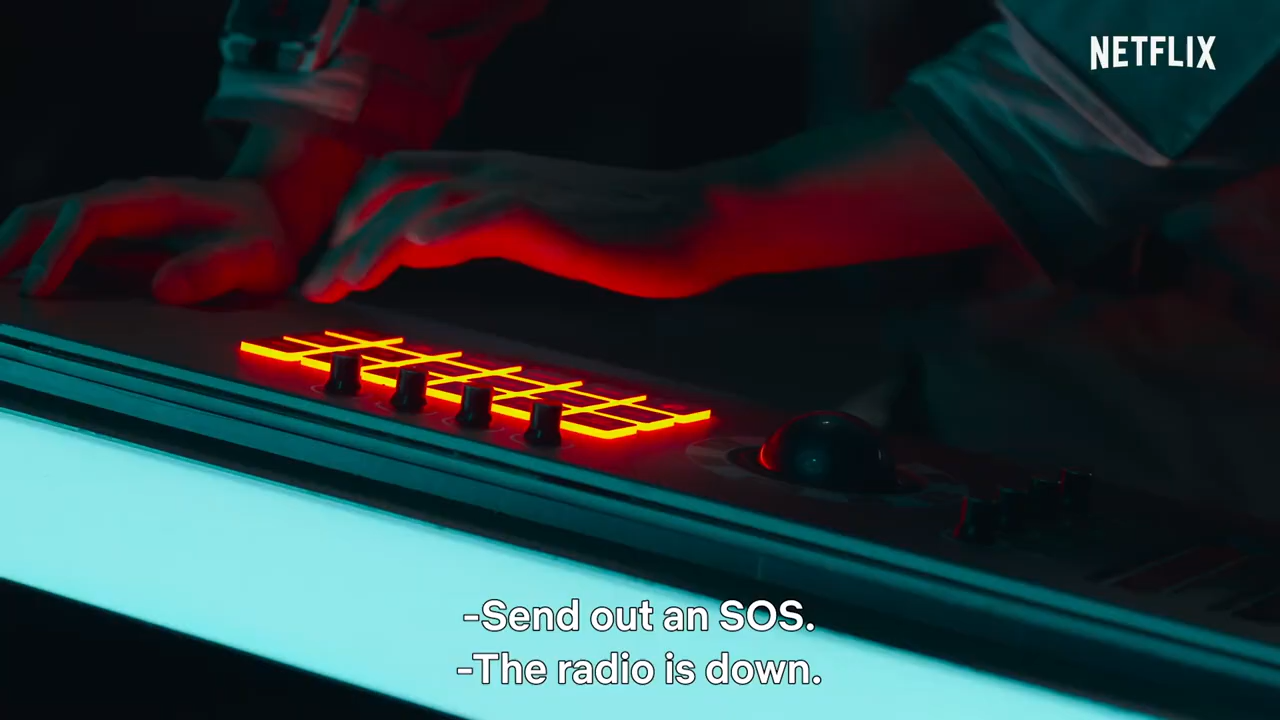 NETFLIX
-Send out an SOS.
-The radio is down.